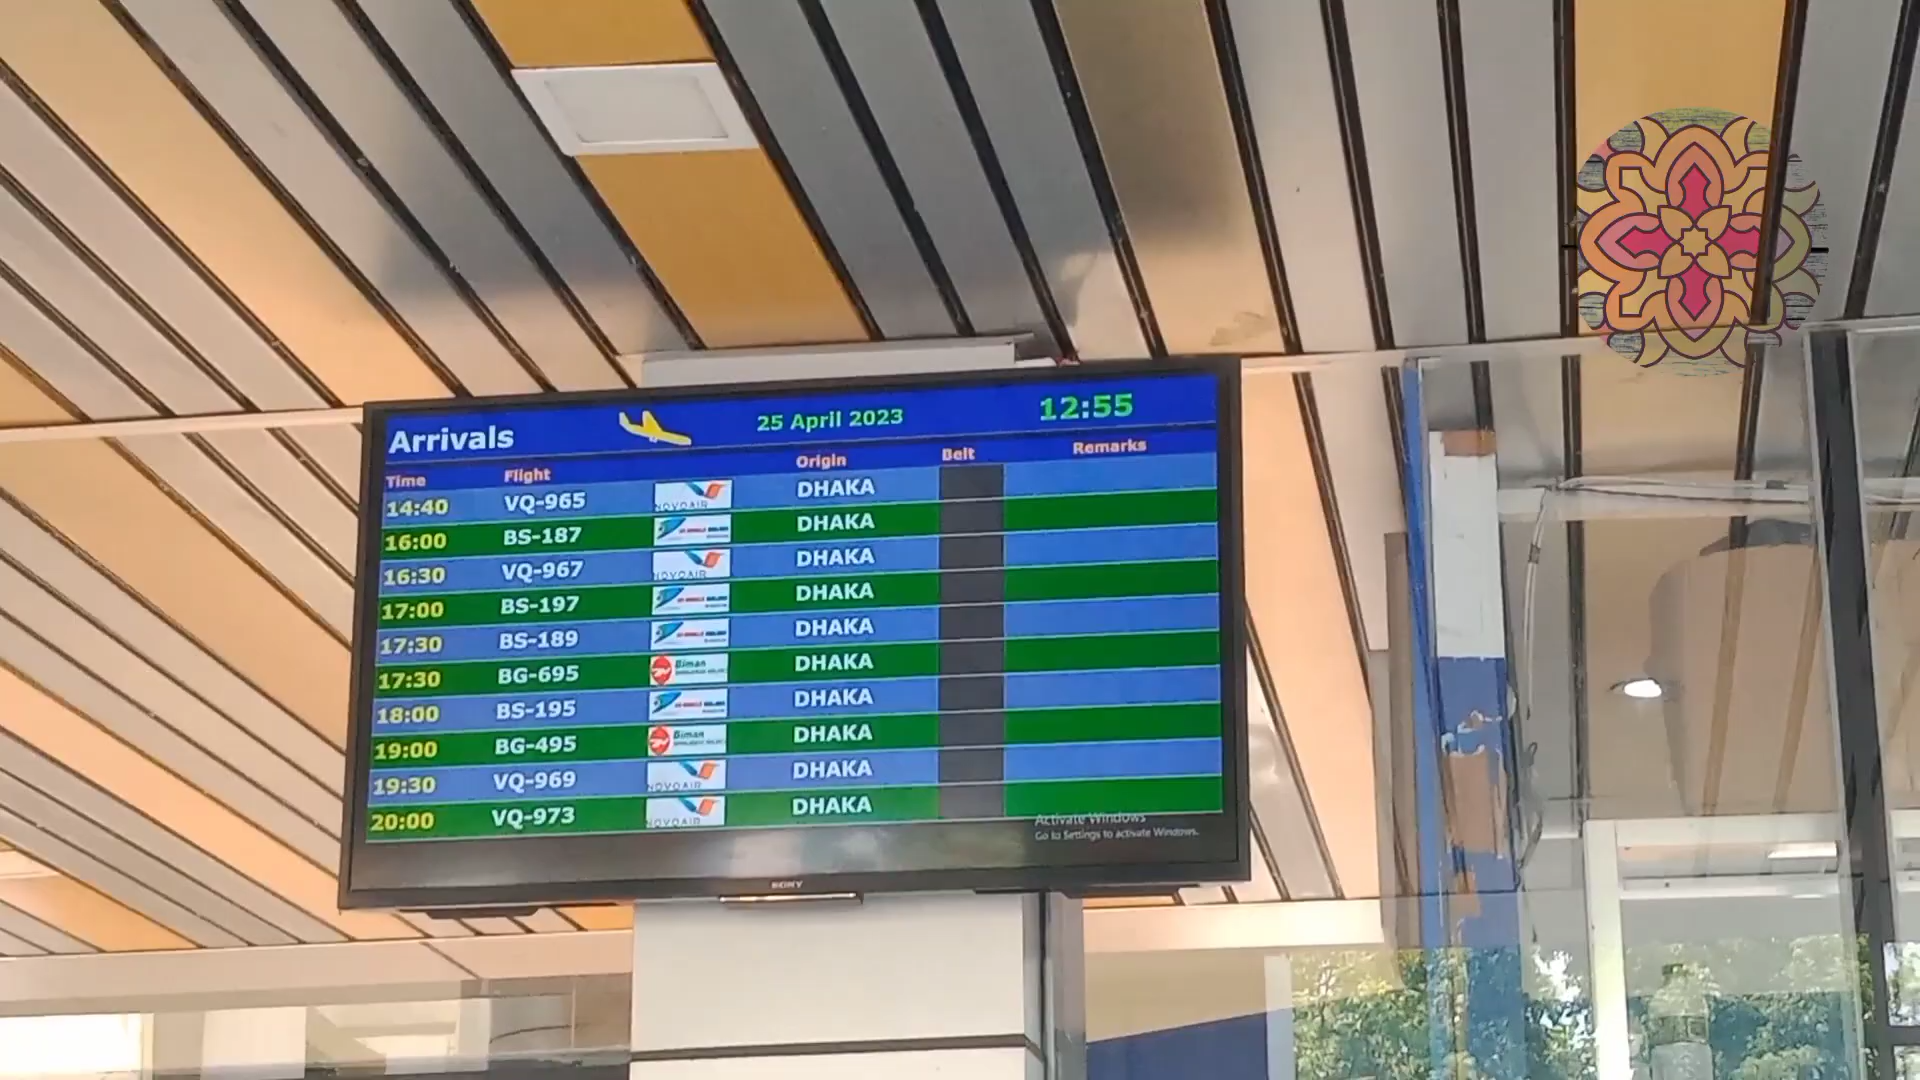 Arrivals 25 April 2023 12:55
Time Flight Origin Belt Remarks
14:40 VQ-965 NOVOAIR DHAKA
16:00 BS-187 DHAKA
16:30 VQ-967 NOVOAIR DHAKA
17:00 BS-197 DHAKA
17:30 BS-189 DHAKA
17:30 BG-695 Biman DHAKA
18:00 BS-195 DHAKA
19:00 BG-495 Biman DHAKA
19:30 VQ-969 NOVOAIR DHAKA
20:00 VQ-973 NOVOAIR DHAKA
Activate Windows
Go to Settings to activate Windows.
SONY